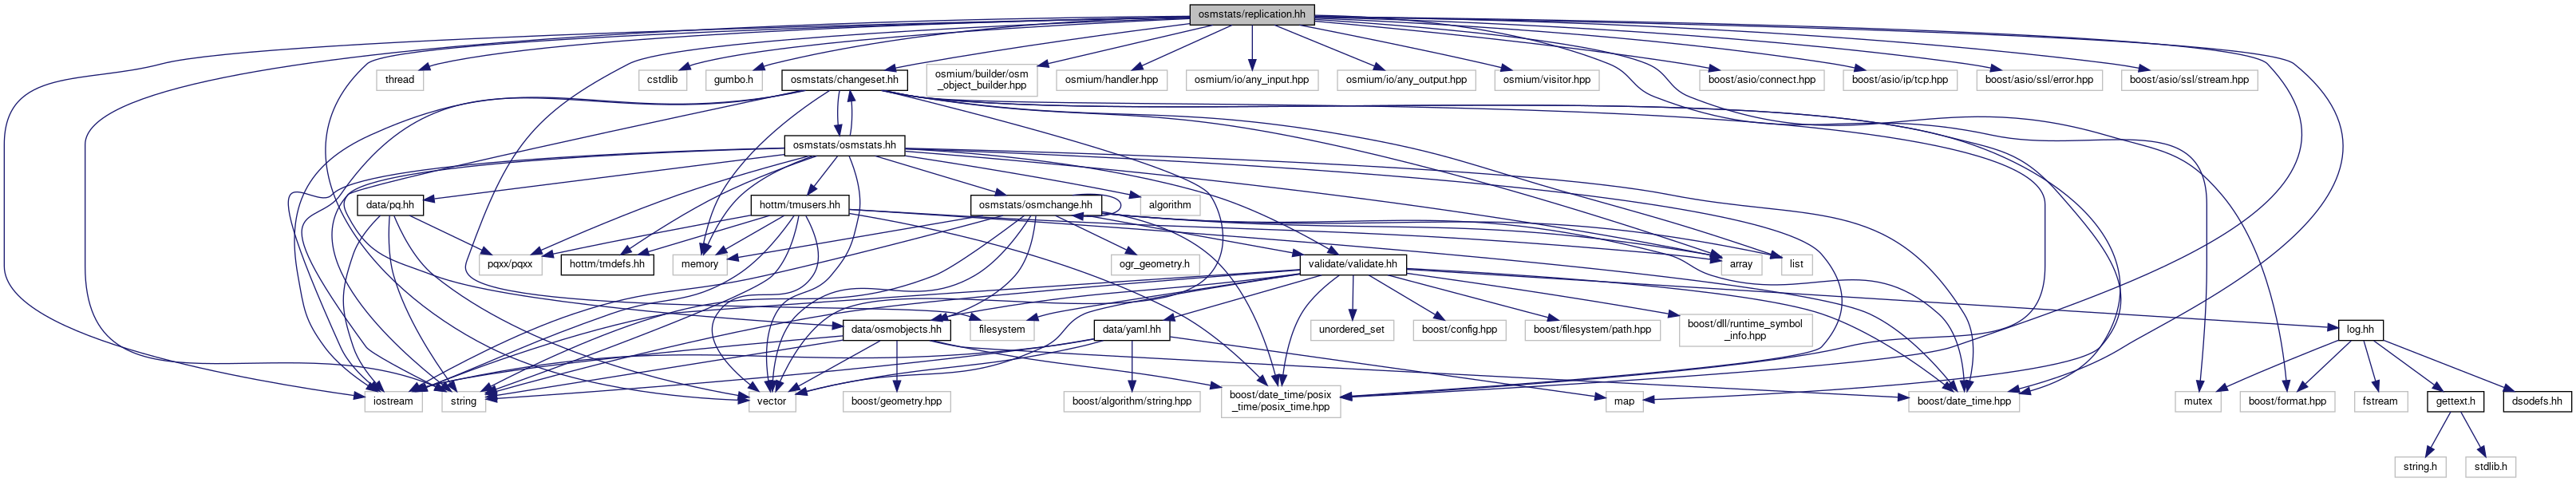 osmstats/replication.hh
thread
cstdlib
gumbo.h
osmstats/changeset.hh
osmium/builder/osm
_object_builder.hpp
osmium/handler.hpp
osmium/io/any_input.hpp
osmium/io/any_output.hpp
osmium/visitor.hpp
boost/asio/connect.hpp
boost/asio/ip/tcp.hpp
boost/asio/ssl/error.hpp
boost/asio/ssl/stream.hpp
osmstats/osmstats.hh
data/pq.hh
hottm/tmusers.hh
osmstats/osmchange.hh
algorithm
pqxx/pqxx
hottm/tmdefs.hh
memory
ogr_geometry.h
validate/validate.hh
array
list
data/osmobjects.hh
filesystem
data/yaml.hh
unordered_set
boost/config.hpp
boost/filesystem/path.hpp
boost/dll/runtime_symbol
_info.hpp
log.hh
iostream
string
vector
boost/geometry.hpp
boost/algorithm/string.hpp
boost/date_time/posix
_time/posix_time.hpp
map
boost/date_time.hpp
mutex
boost/format.hpp
fstream
gettext.h
dsodefs.hh
string.h
stdlib.h